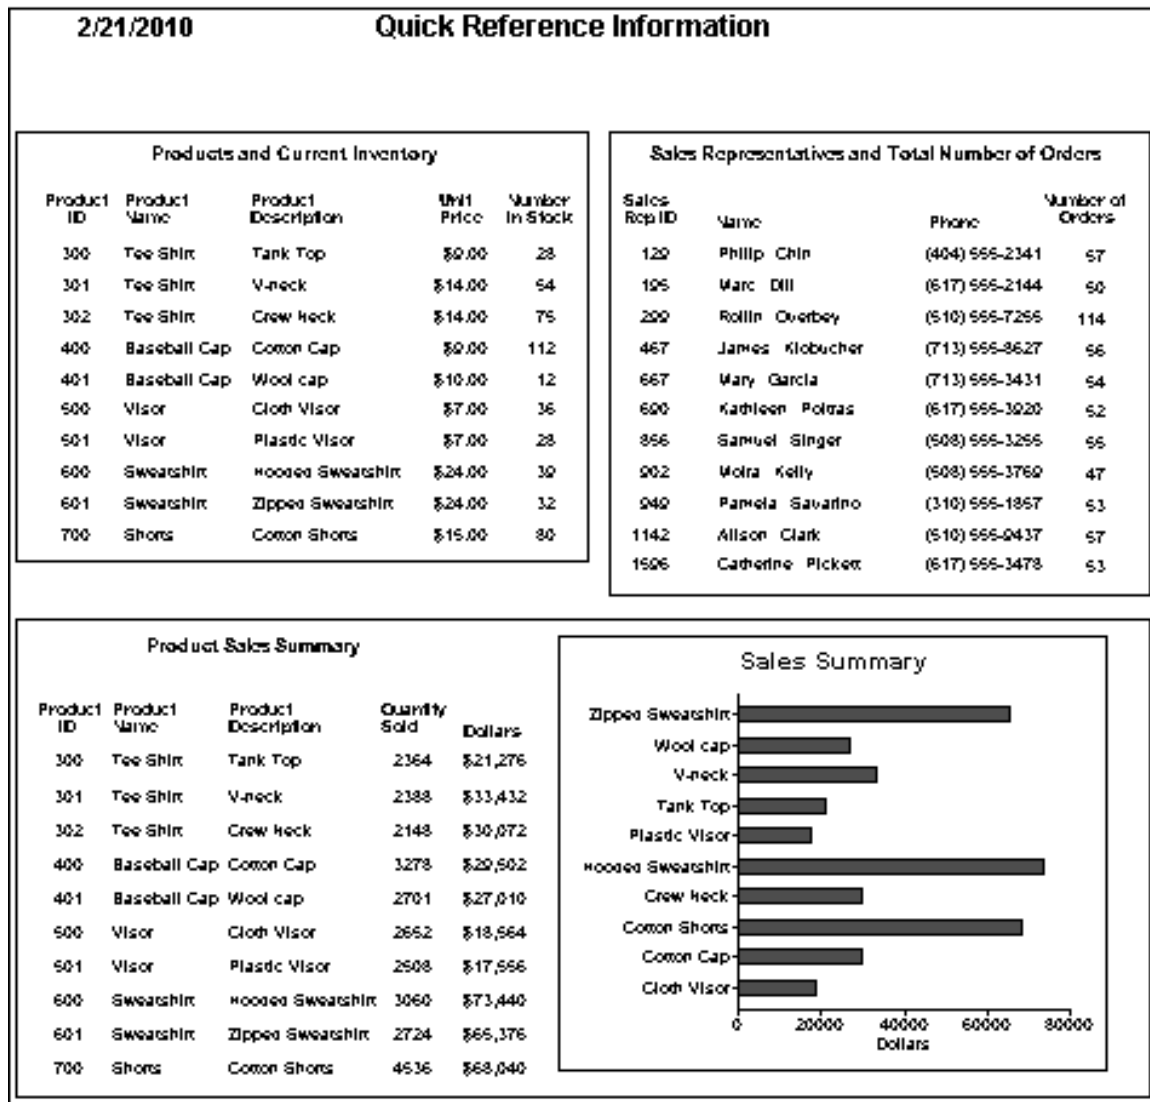 2/21/2010 Quick Reference Information
Products and Current Inventory
Product ID Product Name Product Description Unit Price Number In Stock
300 Tee Shirt Tank Top $9.00 28
301 Tee Shirt V-neck $14.00 54
302 Tee Shirt Crew Neck $14.00 75
400 Baseball Cap Cotton Cap $9.00 112
401 Baseball Cap Wool cap $10.00 12
500 Visor Cloth Visor $7.00 36
501 Visor Plastic Visor $7.00 28
600 Sweatshirt Hooded Sweatshirt $24.00 39
601 Sweatshirt Zipped Sweatshirt $24.00 32
700 Shorts Cotton Shorts $15.00 80
Sales Representatives and Total Number of Orders
Sales Rep ID Name Phone Number of Orders
129 Philip Chin (404) 555-2341 57
195 Marc Dill (617) 555-2144 50
299 Rollin Overbey (510) 555-7255 114
467 James Klobucher (713) 555-8627 56
667 Mary Garcia (713) 555-3431 54
690 Kathleen Poitras (617) 555-3920 52
856 Samuel Singer (508) 555-3255 55
902 Moira Kelly (508) 555-3769 47
949 Pamela Savarino (310) 555-1857 53
1142 Alison Clark (510) 555-9437 57
1596 Catherine Pickett (617) 555-3478 53
Product Sales Summary
Product ID Product Name Product Description Quantity Sold Dollars
300 Tee Shirt Tank Top 2364 $21,276
301 Tee Shirt V-neck 2388 $33,432
302 Tee Shirt Crew Neck 2148 $30,072
400 Baseball Cap Cotton Cap 3278 $29,502
401 Baseball Cap Wool cap 2701 $27,010
500 Visor Cloth Visor 2652 $18,564
501 Visor Plastic Visor 2508 $17,556
600 Sweatshirt Hooded Sweatshirt 3060 $73,440
601 Sweatshirt Zipped Sweatshirt 2724 $65,376
700 Shorts Cotton Shorts 4536 $68,040
Sales Summary
Zipped Sweatshirt
Wool cap
V-neck
Tank Top
Plastic Visor
Hooded Sweatshirt
Crew Neck
Cotton Shorts
Cotton Cap
Cloth Visor
0 20000 40000 60000 80000
Dollars